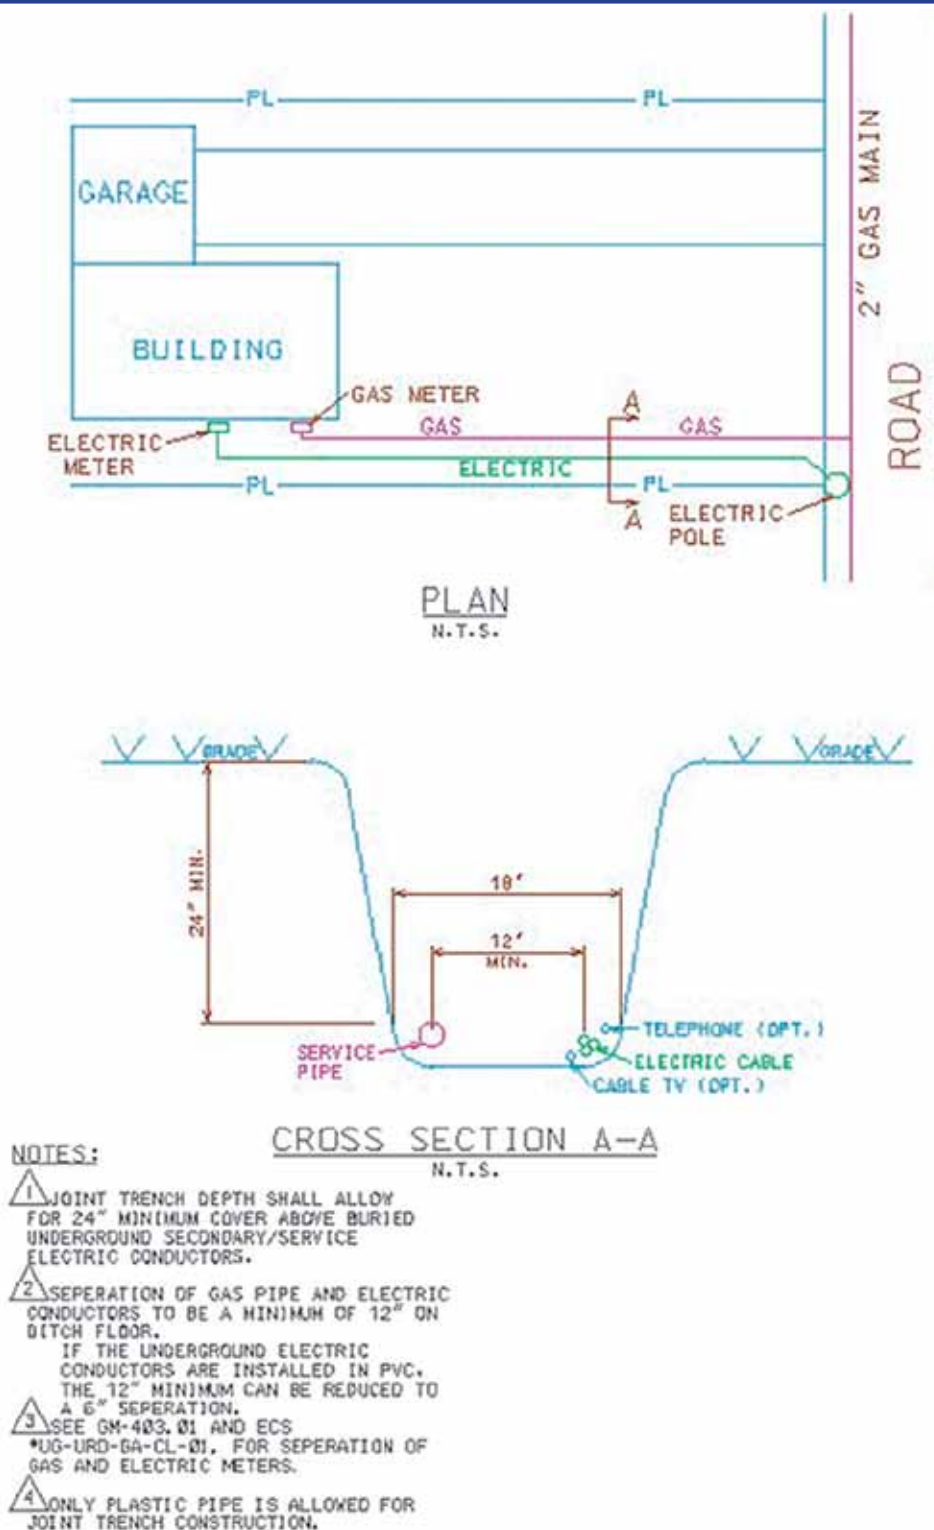 PL PL
2" GAS MAIN
GARAGE
BUILDING
ROAD
GAS METER
A
GAS GAS
ELECTRIC
METER
ELECTRIC
PL PL
A
ELECTRIC
POLE
PLAN
N.T.S.
GRADE GRADE
24" MIN.
18'
12'
MIN.
TELEPHONE (OPT.)
SERVICE
PIPE
ELECTRIC CABLE
CABLE TV (OPT.)
CROSS SECTION A-A
N.T.S.
NOTES:
1 JOINT TRENCH DEPTH SHALL ALLOW
FOR 24" MINIMUM COVER ABOVE BURIED
UNDERGROUND SECONDARY/SERVICE
ELECTRIC CONDUCTORS.
2 SEPERATION OF GAS PIPE AND ELECTRIC
CONDUCTORS TO BE A MINIMUM OF 12" ON
DITCH FLOOR.
IF THE UNDERGROUND ELECTRIC
CONDUCTORS ARE INSTALLED IN PVC.
THE 12" MINIMUM CAN BE REDUCED TO
A 6" SEPERATION.
3 SEE GM-403.01 AND ECS
*UG-URD-GA-CL-01, FOR SEPERATION OF
GAS AND ELECTRIC METERS.
4 ONLY PLASTIC PIPE IS ALLOWED FOR
JOINT TRENCH CONSTRUCTION.